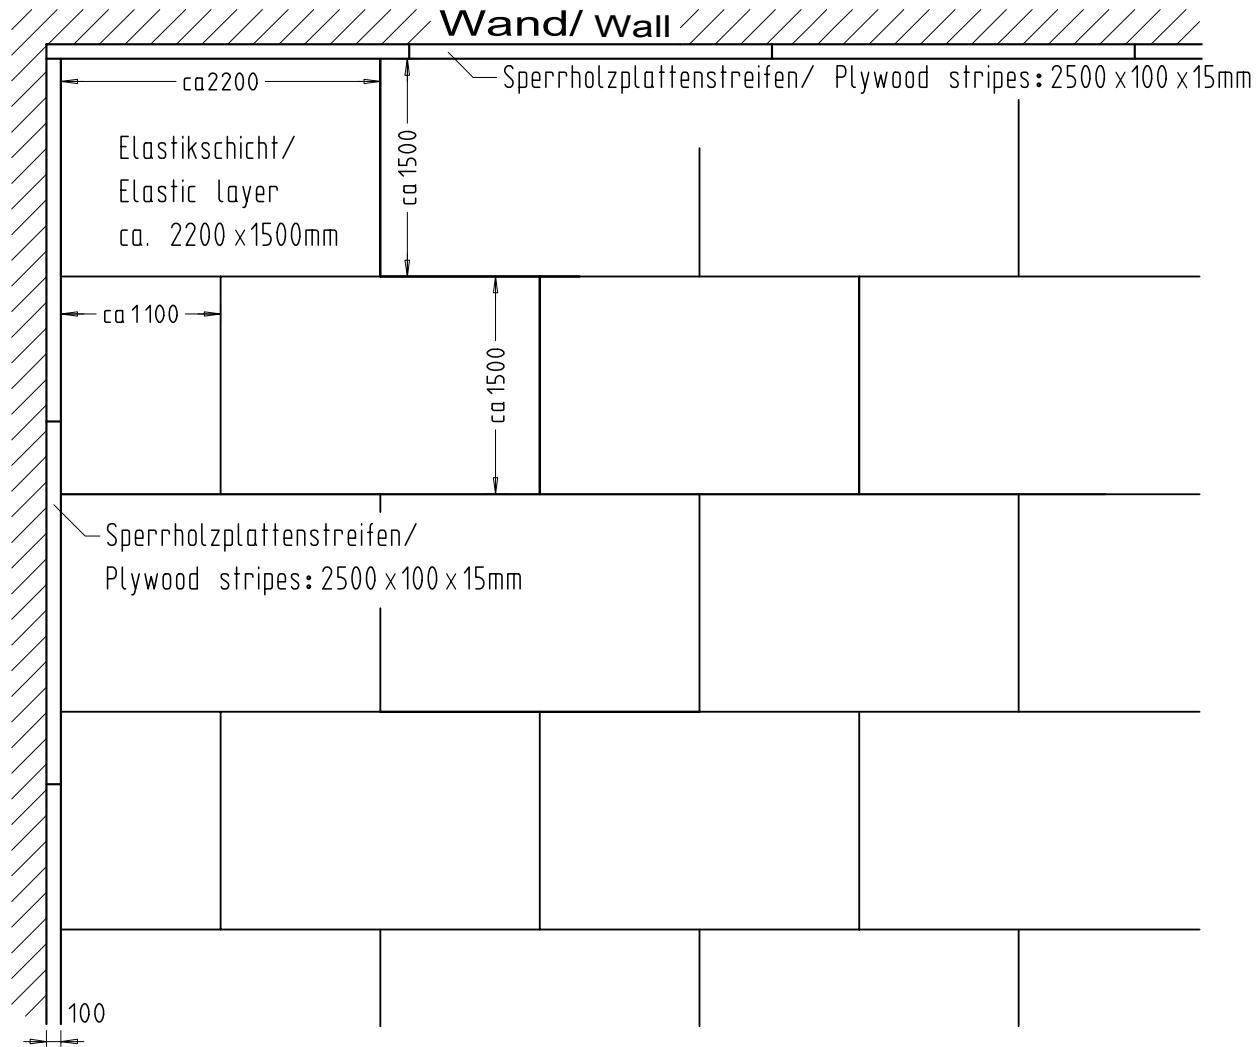 Wand/ Wall
Sperrholzplattenstreifen/ Plywood stripes: 2500 x 100 x 15mm
ca2200
ca 1500
Elastikschicht/
Elastic layer
ca. 2200 x 1500mm
ca 1100
ca 1500
Sperrholzplattenstreifen/
Plywood stripes: 2500 x 100 x 15mm
100